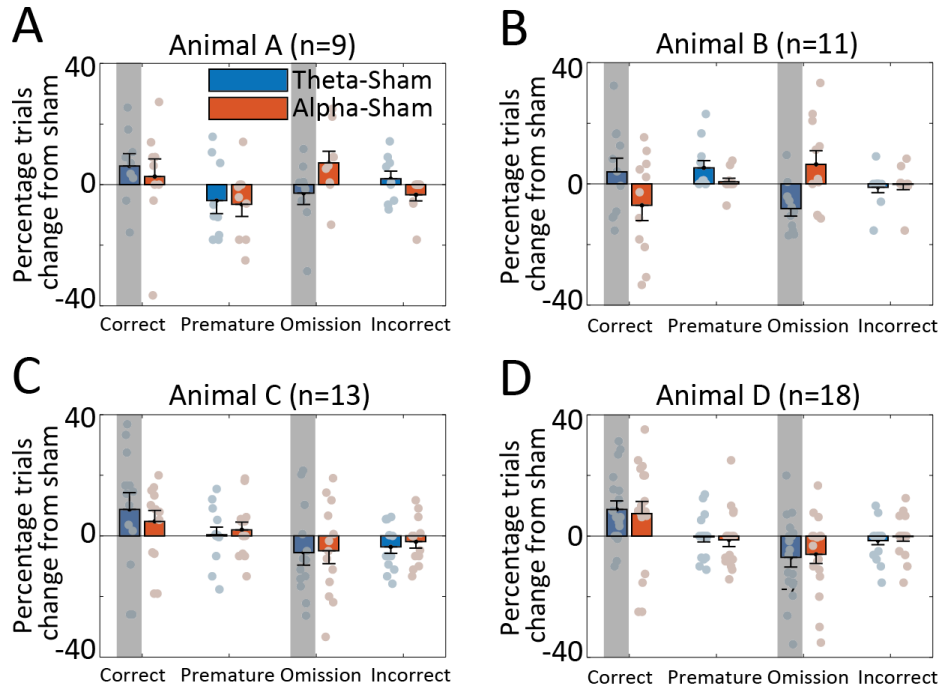 A
Animal A (n=9)
Percentage trials
change from sham
40
0
-40
Theta-Sham
Alpha-Sham
Correct Premature Omission Incorrect
B
Animal B (n=11)
Percentage trials
change from sham
40
0
-40
Correct Premature Omission Incorrect
C
Animal C (n=13)
Percentage trials
change from sham
40
0
-40
Correct Premature Omission Incorrect
D
Animal D (n=18)
Percentage trials
change from sham
40
0
-40
Correct Premature Omission Incorrect